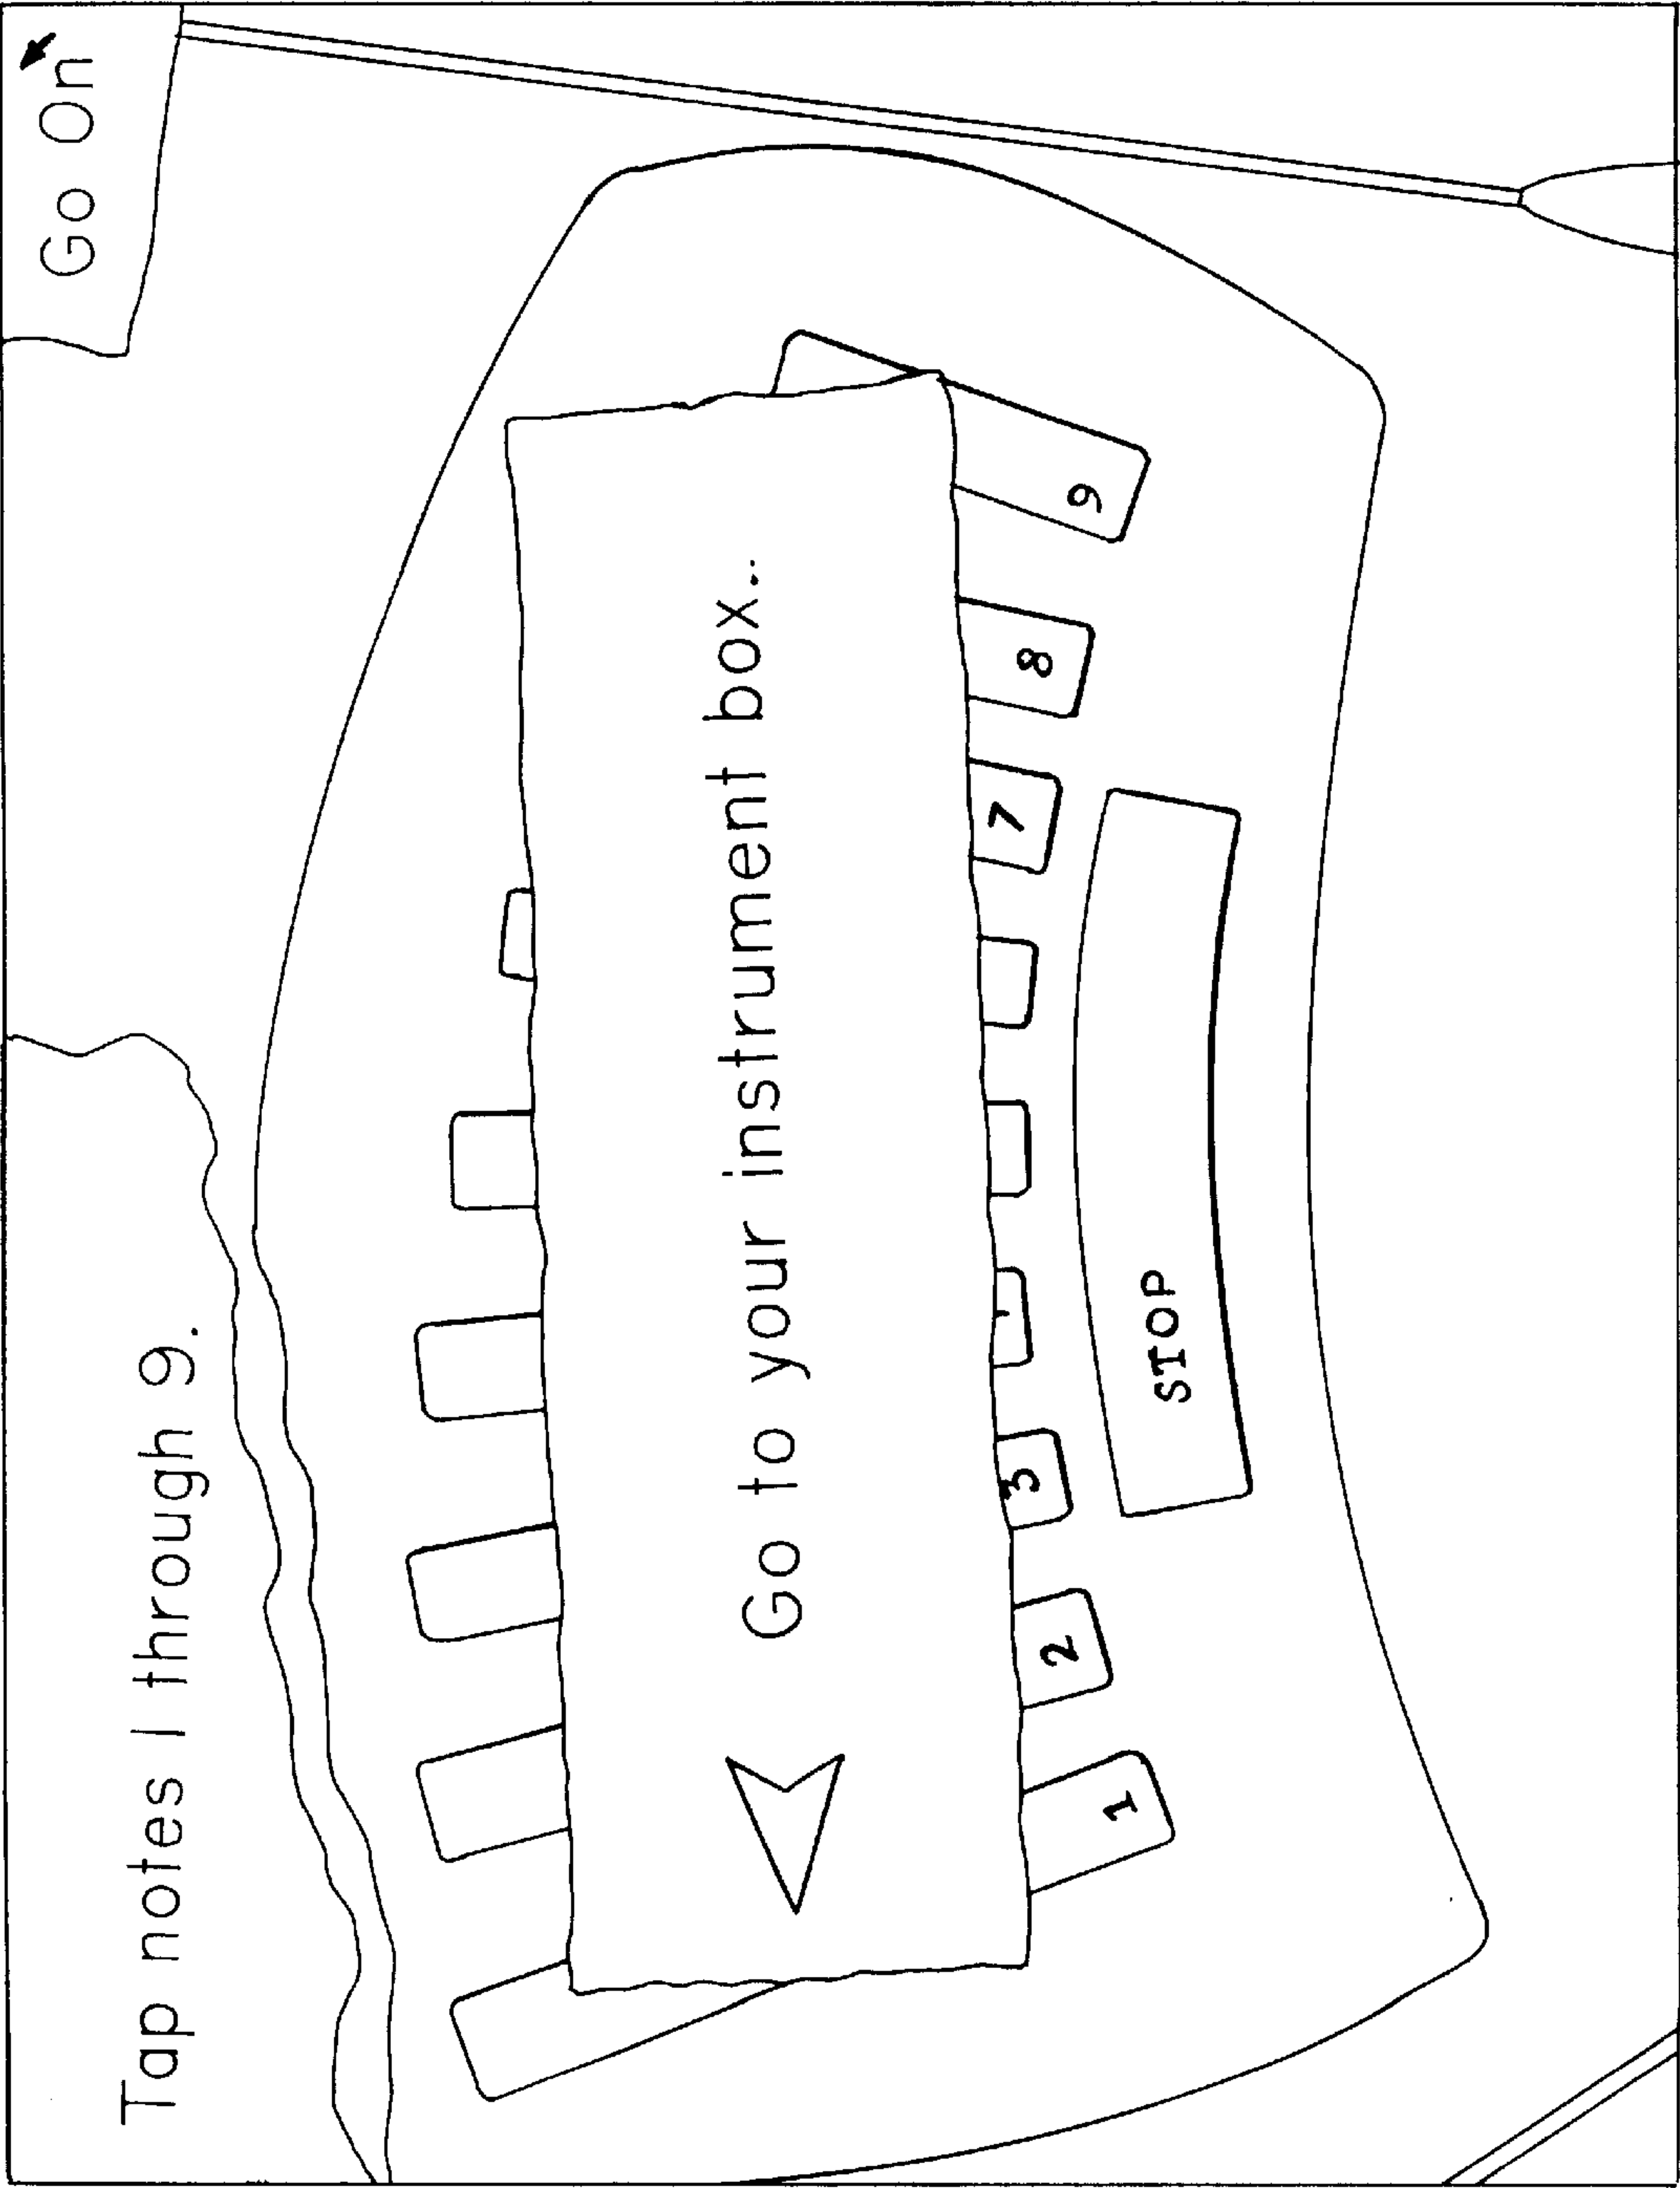 Tap notes 1 through 9.
Go On
Go to your instrument box...
1 2 3 7 8 9
STOP